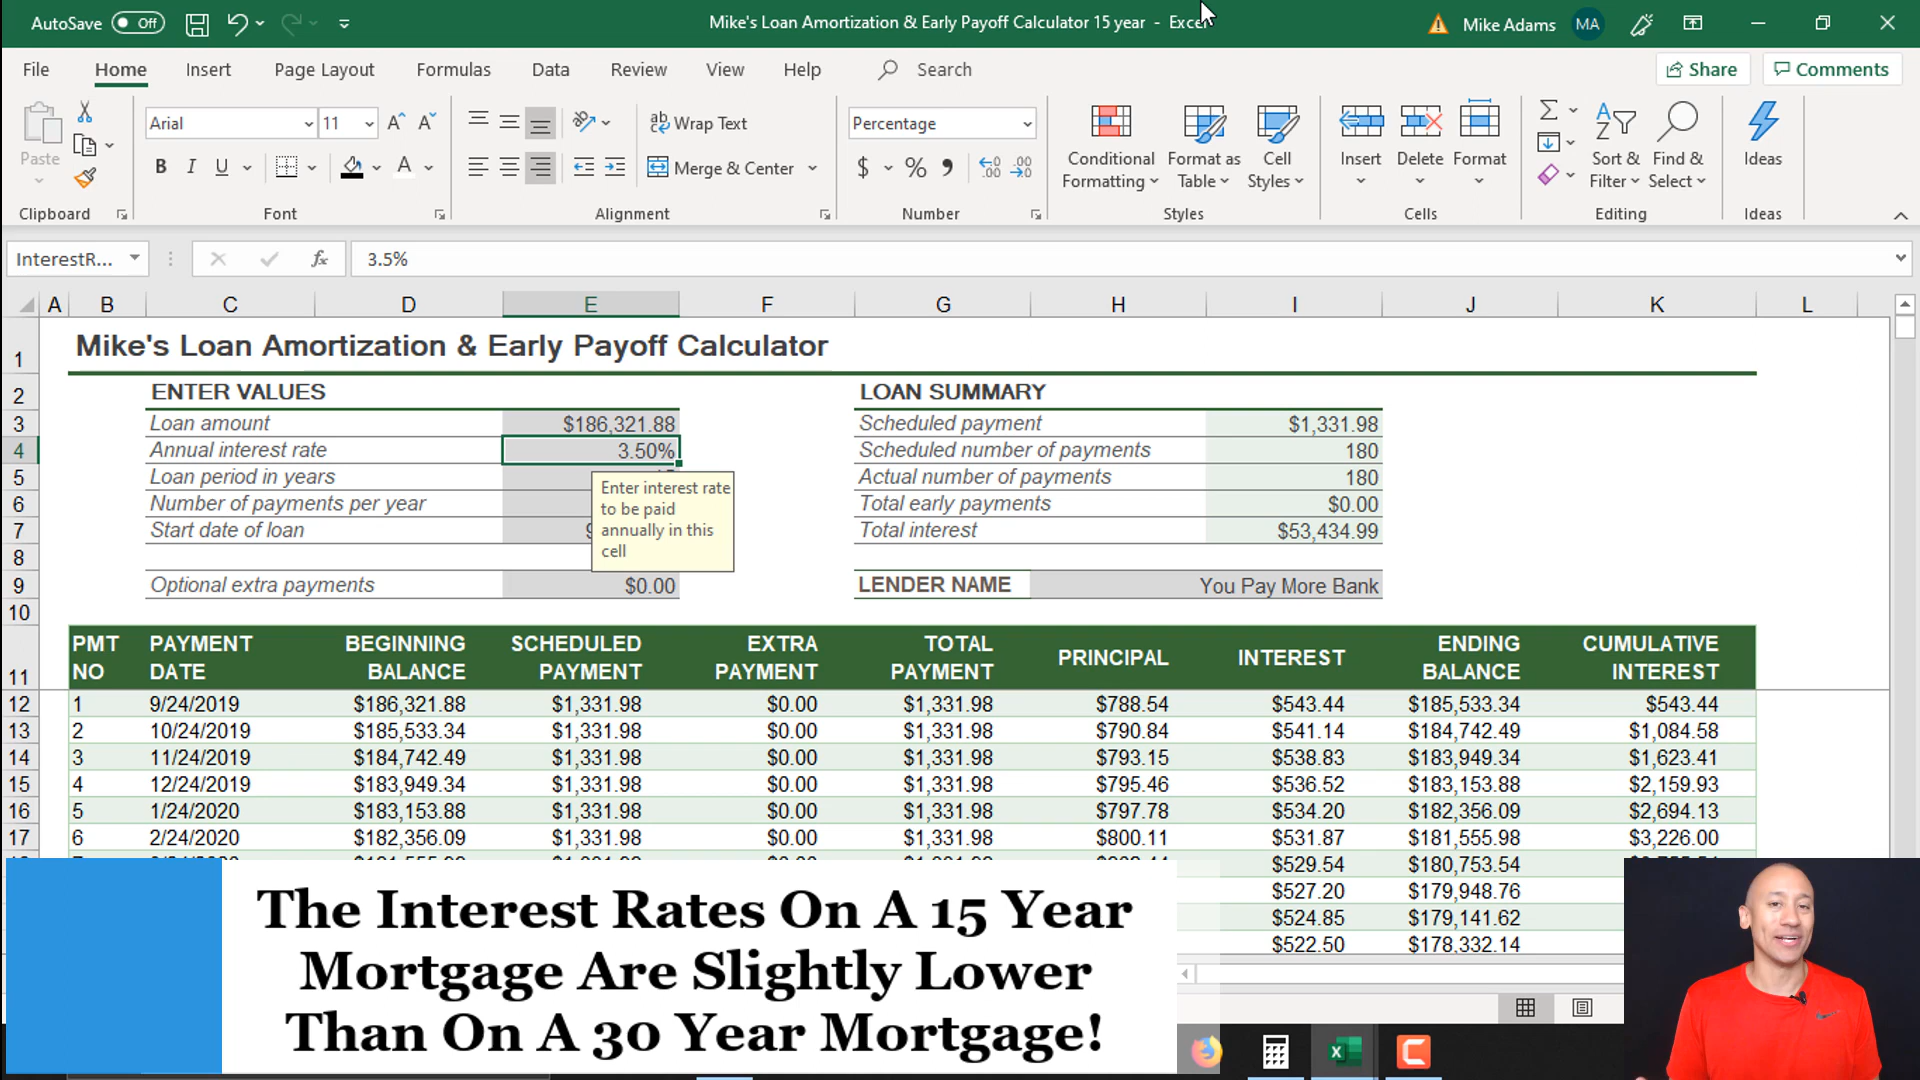 AutoSave Off
Mike's Loan Amortization & Early Payoff Calculator 15 year - Excel
Mike Adams MA
File Home Insert Page Layout Formulas Data Review View Help Search Share Comments
Paste
Arial 11
B I U A
ab Wrap Text
Merge & Center
Percentage
$ % ,
Conditional Formatting
Format as Table
Cell Styles
Insert
Delete
Format
Sort & Filter
Find & Select
Ideas
Clipboard Font Alignment Number Styles Cells Editing Ideas
InterestR... fx 3.5%
A B C D E F G H I J K L
1 Mike's Loan Amortization & Early Payoff Calculator
2 ENTER VALUES LOAN SUMMARY
3 Loan amount $186,321.88 Scheduled payment $1,331.98
4 Annual interest rate 3.50% Scheduled number of payments 180
5 Loan period in years Actual number of payments 180
6 Number of payments per year Total early payments $0.00
7 Start date of loan Total interest $53,434.99
Enter interest rate
to be paid
annually in this
cell
8
9 Optional extra payments $0.00 LENDER NAME You Pay More Bank
10
11 PMT NO PAYMENT DATE BEGINNING BALANCE SCHEDULED PAYMENT EXTRA PAYMENT TOTAL PAYMENT PRINCIPAL INTEREST ENDING BALANCE CUMULATIVE INTEREST
12 1 9/24/2019 $186,321.88 $1,331.98 $0.00 $1,331.98 $788.54 $543.44 $185,533.34 $543.44
13 2 10/24/2019 $185,533.34 $1,331.98 $0.00 $1,331.98 $790.84 $541.14 $184,742.49 $1,084.58
14 3 11/24/2019 $184,742.49 $1,331.98 $0.00 $1,331.98 $793.15 $538.83 $183,949.34 $1,623.41
15 4 12/24/2019 $183,949.34 $1,331.98 $0.00 $1,331.98 $795.46 $536.52 $183,153.88 $2,159.93
16 5 1/24/2020 $183,153.88 $1,331.98 $0.00 $1,331.98 $797.78 $534.20 $182,356.09 $2,694.13
17 6 2/24/2020 $182,356.09 $1,331.98 $0.00 $1,331.98 $800.11 $531.87 $181,555.98 $3,226.00
$529.54 $180,753.54
$527.20 $179,948.76
$524.85 $179,141.62
$522.50 $178,332.14
The Interest Rates On A 15 Year
Mortgage Are Slightly Lower
Than On A 30 Year Mortgage!